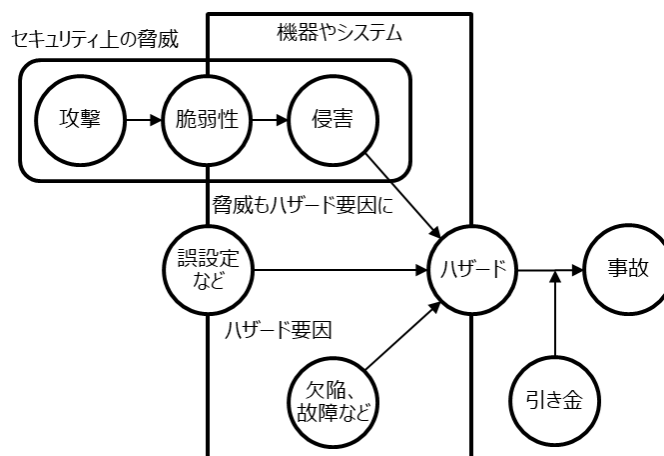 セキュリティ上の脅威
機器やシステム
攻撃
脆弱性
侵害
脅威もハザード要因に
誤設定
など
ハザード
事故
ハザード要因
欠陥、
故障など
引き金